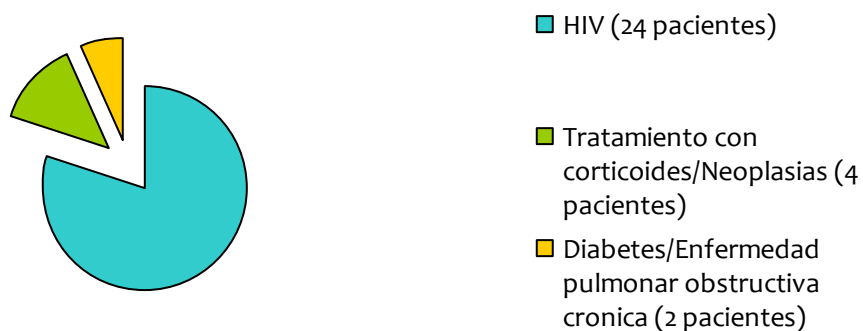 HIV (24 pacientes)
Tratamiento con
corticoides/Neoplasias (4
pacientes)
Diabetes/Enfermedad
pulmonar obstructiva
cronica (2 pacientes)